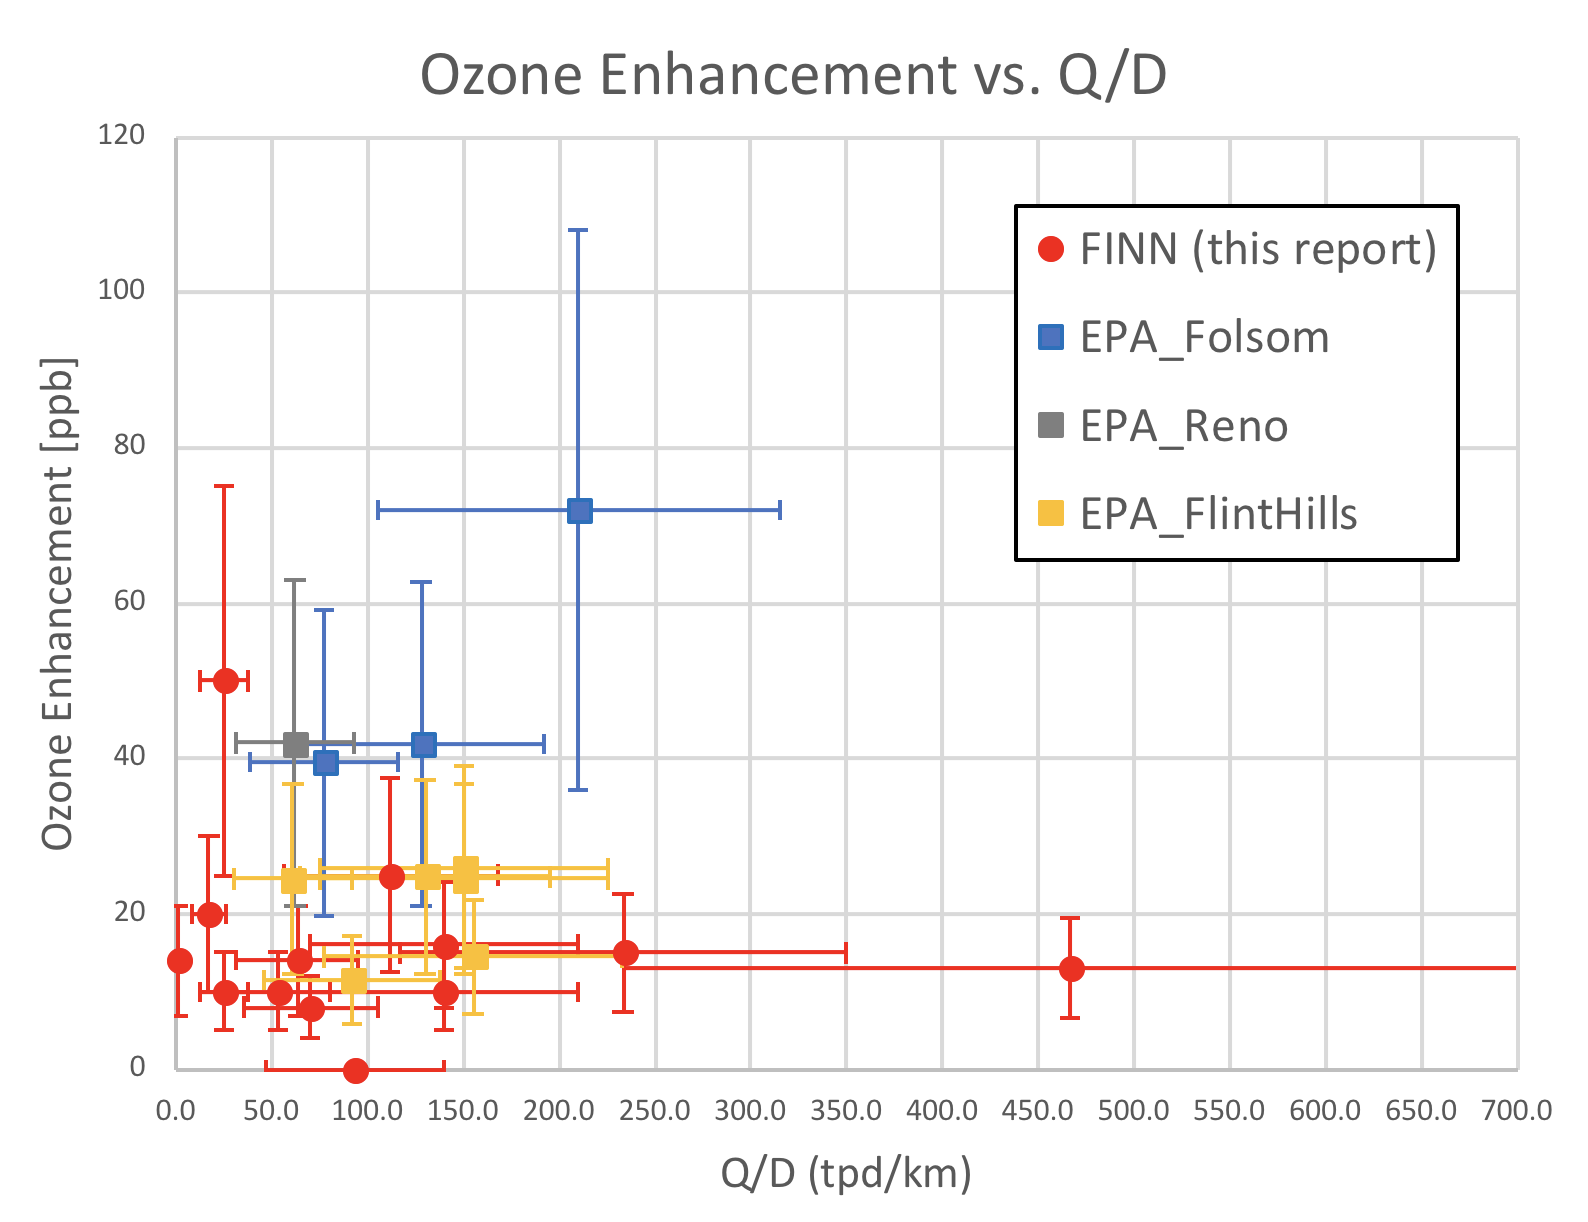 Ozone Enhancement vs. Q/D
120
100
80
60
40
20
0
Ozone Enhancement [ppb]
FINN (this report)
EPA_Folsom
EPA_Reno
EPA_FlintHills
0.0 50.0 100.0 150.0 200.0 250.0 300.0 350.0 400.0 450.0 500.0 550.0 600.0 650.0 700.0
Q/D (tpd/km)